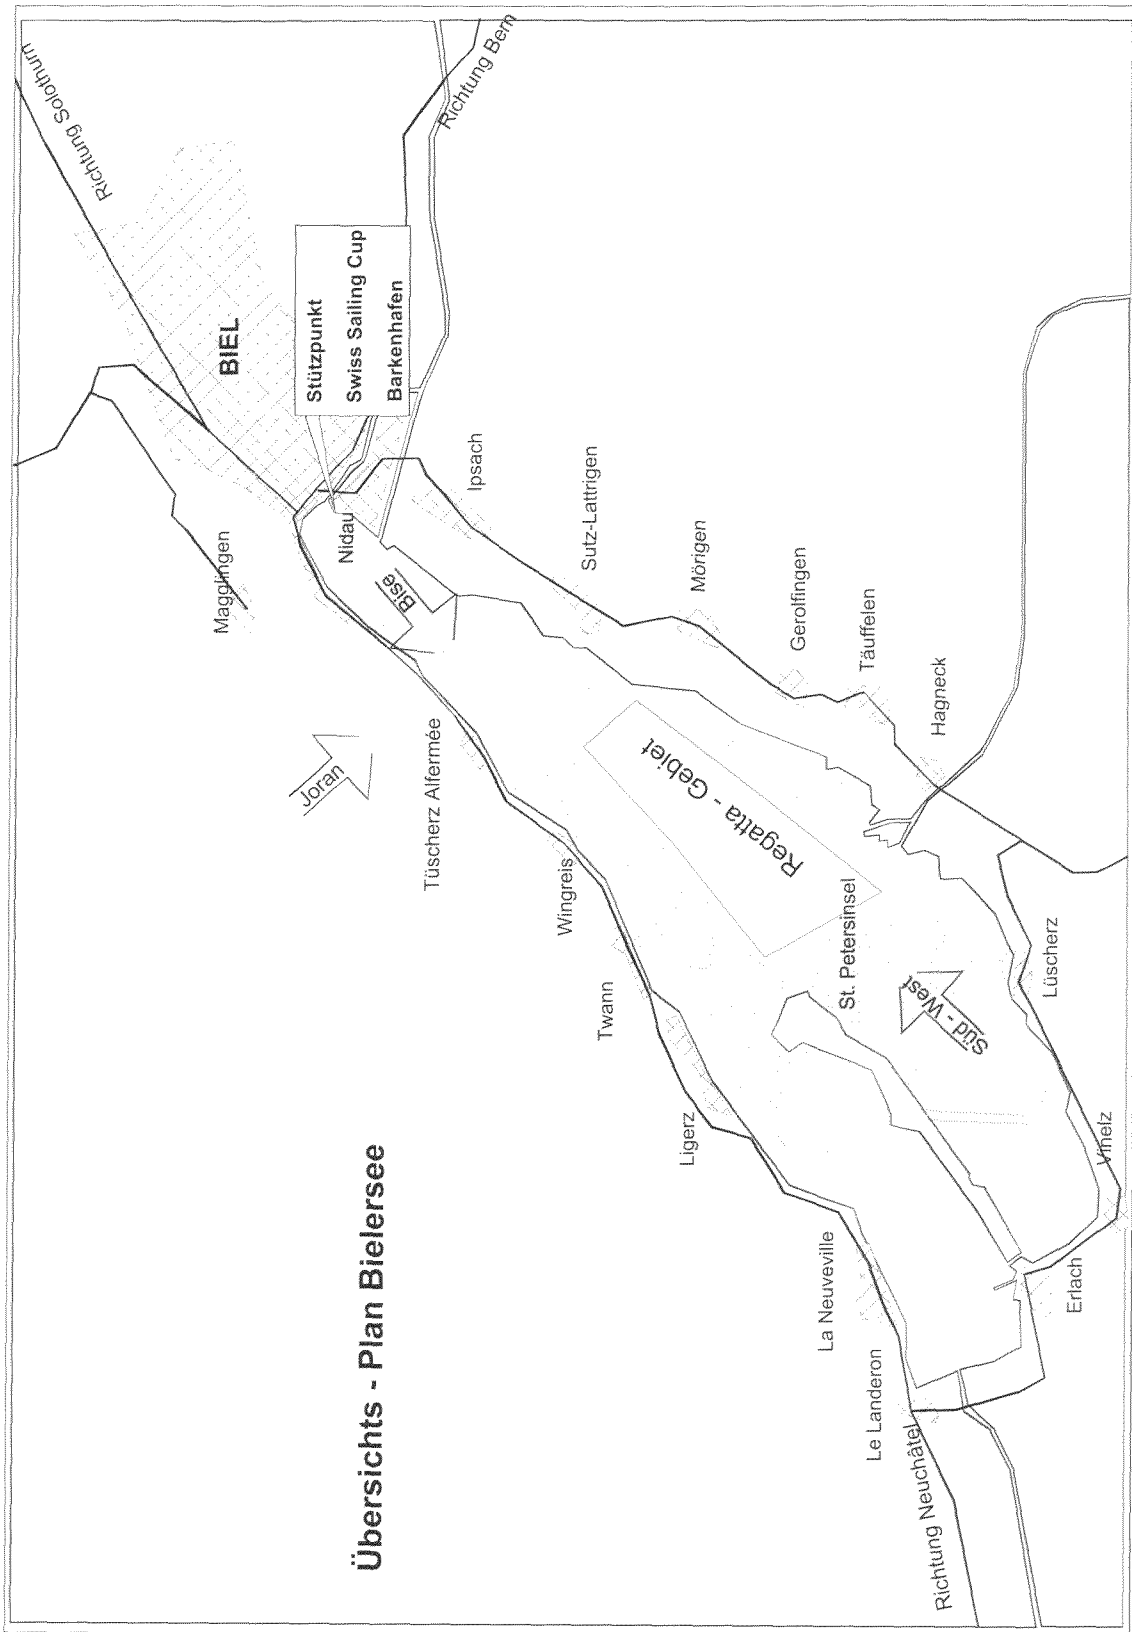 Übersichts - Plan Bielersee
Richtung Solothurn
Richtung Bern
BIEL
Stützpunkt
Swiss Sailing Cup
Barkenhafen
Magglingen
Nidau
Ipsach
Bise
Sutz-Lattrigen
Mörigen
Gerolfingen
Täuffelen
Hagneck
Joran
Tüscherz Alfermée
Regatta - Gebiet
Wingreis
Twann
St. Petersinsel
Süd - West
Lüscherz
Ligerz
Vinelz
La Neuveville
Erlach
Le Landeron
Richtung Neuchâtel